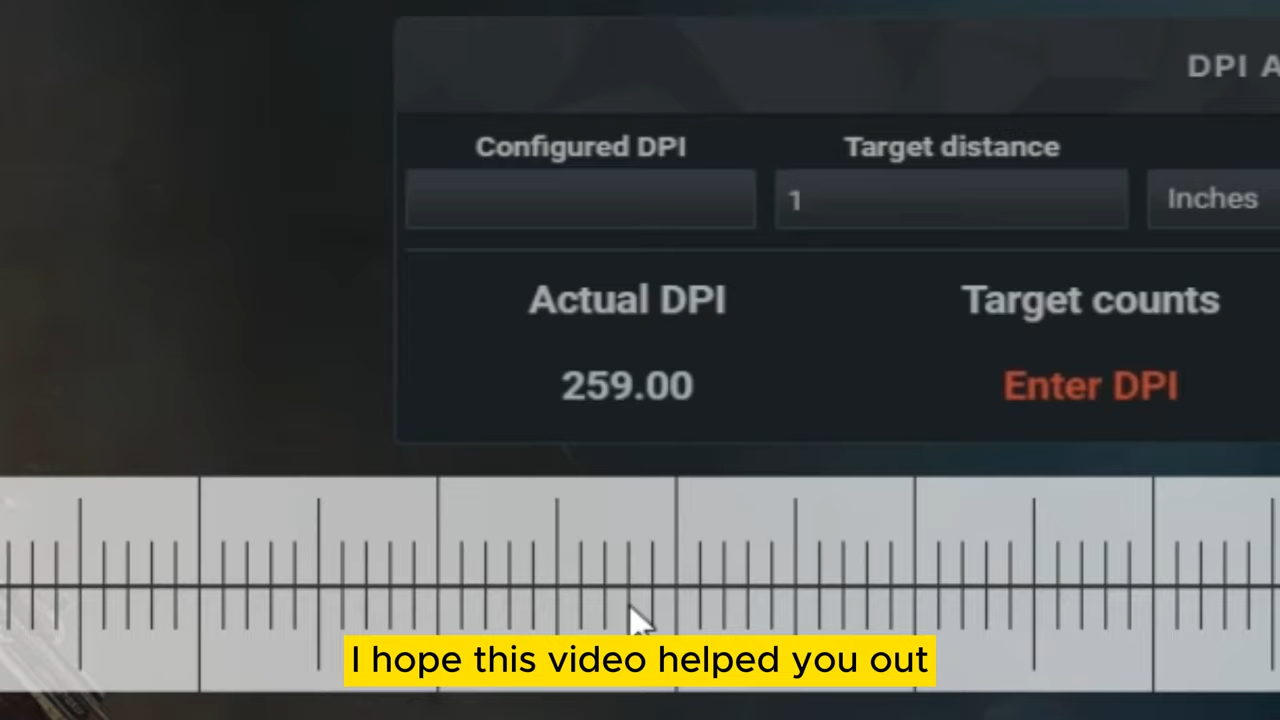 DPI A
Configured DPI
Target distance
1
Inches
Actual DPI
Target counts
259.00
Enter DPI
I hope this video helped you out